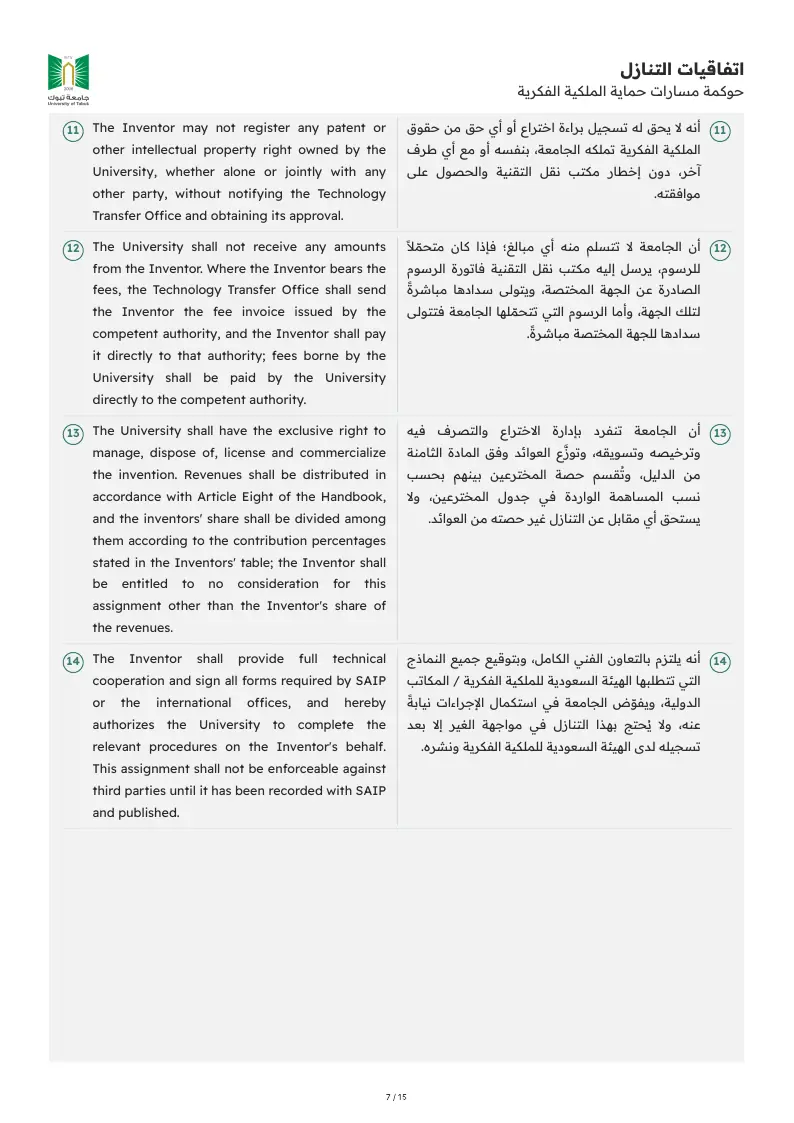 اتفاقيات التنازل
حوكمة مسارات حماية الملكية الفكرية
جامعة تبوك
University of Tabuk
11
The Inventor may not register any patent or
other intellectual property right owned by the
University, whether alone or jointly with any
other party, without notifying the Technology
Transfer Office and obtaining its approval.
11
أنه لا يحق له تسجيل براءة اختراع أو أي حق من حقوق
الملكية الفكرية تملكه الجامعة، بنفسه أو مع أي طرف
آخر، دون إخطار مكتب نقل التقنية والحصول على
موافقته.
12
The University shall not receive any amounts
from the Inventor. Where the Inventor bears the
fees, the Technology Transfer Office shall send
the Inventor the fee invoice issued by the
competent authority, and the Inventor shall pay
it directly to that authority; fees borne by the
University shall be paid by the University
directly to the competent authority.
12
أن الجامعة لا تتسلم منه أي مبالغ؛ فإذا كان متحمّلاً
للرسوم، يرسل إليه مكتب نقل التقنية فاتورة الرسوم
الصادرة عن الجهة المختصة، ويتولى سدادها مباشرةً
لتلك الجهة، وأما الرسوم التي تتحمّلها الجامعة فتتولى
سدادها للجهة المختصة مباشرةً.
13
The University shall have the exclusive right to
manage, dispose of, license and commercialize
the invention. Revenues shall be distributed in
accordance with Article Eight of the Handbook,
and the inventors' share shall be divided among
them according to the contribution percentages
stated in the Inventors' table; the Inventor shall
be entitled to no consideration for this
assignment other than the Inventor's share of
the revenues.
13
أن الجامعة تنفرد بإدارة الاختراع والتصرف فيه
وترخيصه وتسويقه، وتوزَّع العوائد وفق المادة الثامنة
من الدليل، وتُقسم حصة المخترعين بينهم بحسب
نسب المساهمة الواردة في جدول المخترعين، ولا
يستحق أي مقابل عن التنازل غير حصته من العوائد.
14
The Inventor shall provide full technical
cooperation and sign all forms required by SAIP
or the international offices, and hereby
authorizes the University to complete the
relevant procedures on the Inventor's behalf.
This assignment shall not be enforceable against
third parties until it has been recorded with SAIP
and published.
14
أنه يلتزم بالتعاون الفني الكامل، وبتوقيع جميع النماذج
التي تتطلبها الهيئة السعودية للملكية الفكرية / المكاتب
الدولية، ويفوّض الجامعة في استكمال الإجراءات نيابةً
عنه، ولا يُحتج بهذا التنازل في مواجهة الغير إلا بعد
تسجيله لدى الهيئة السعودية للملكية الفكرية ونشره.
7 / 15